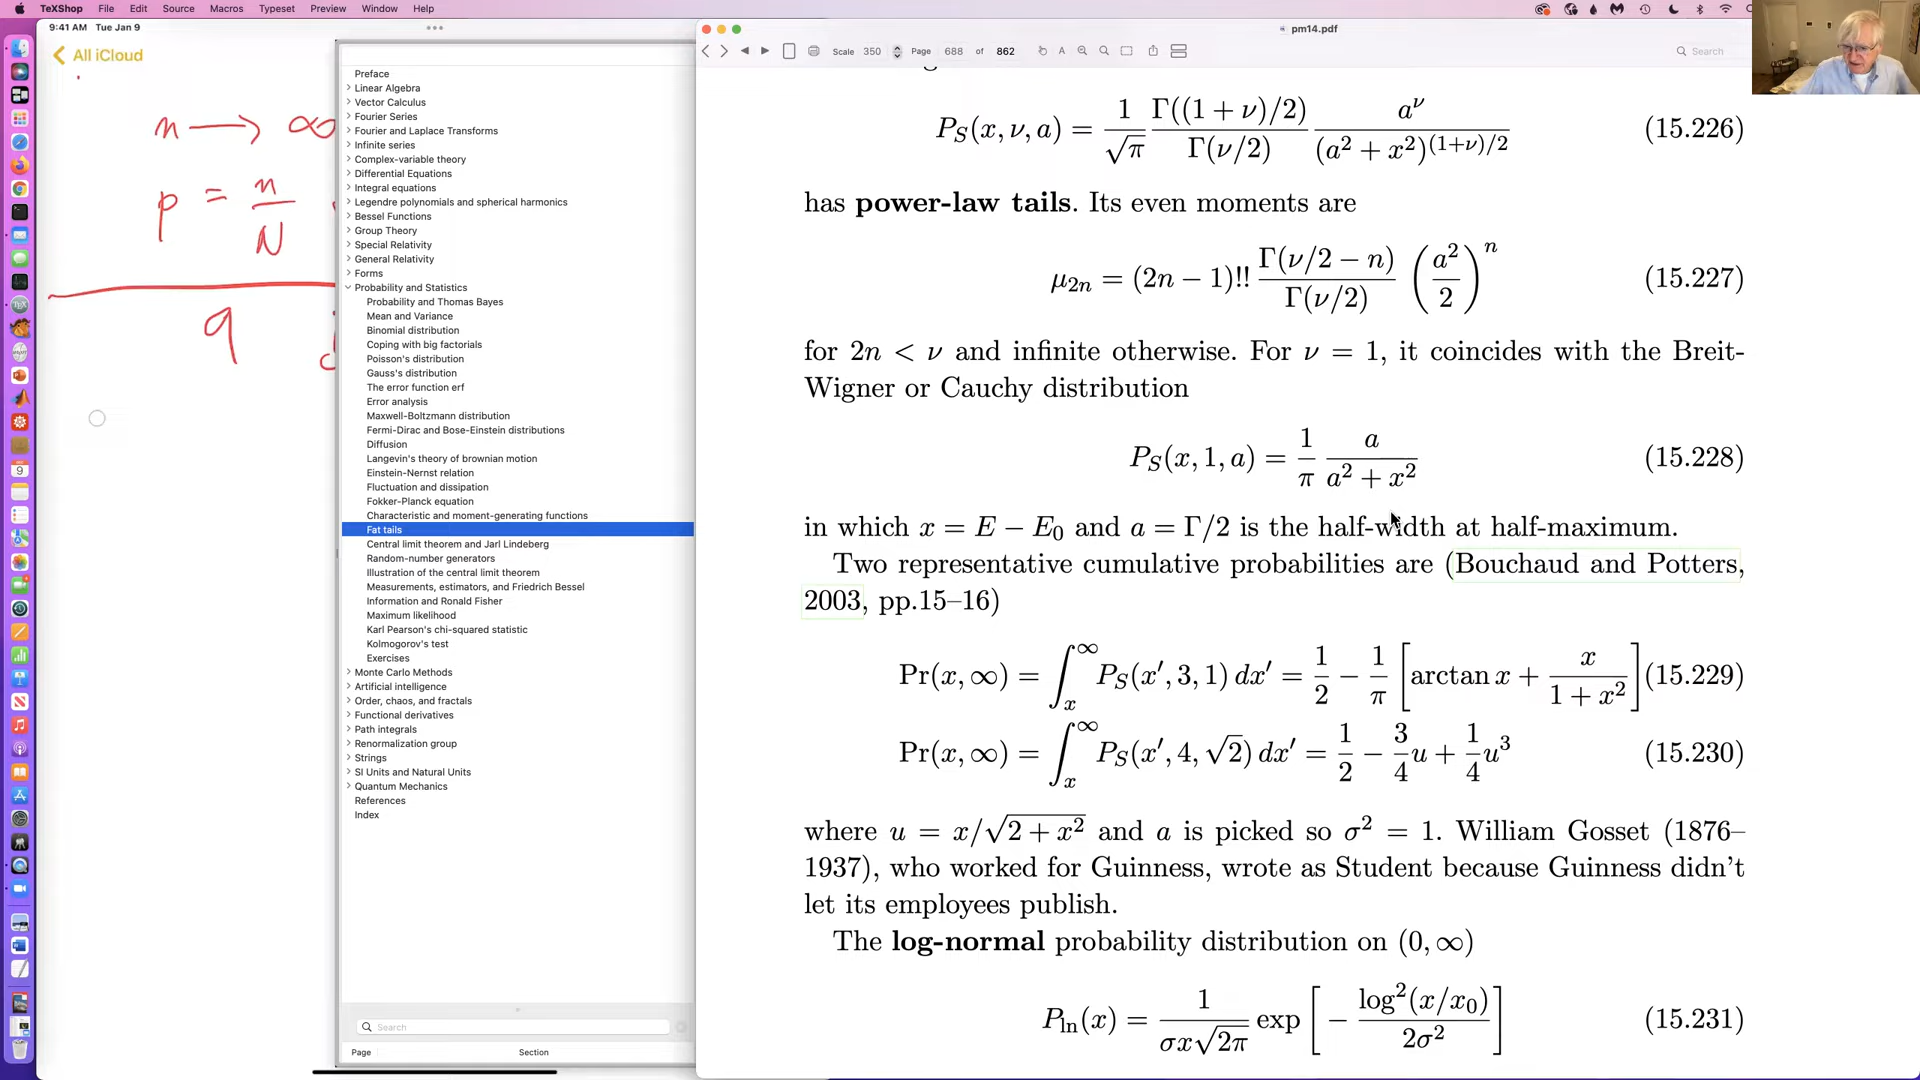 TeXShop File Edit Source Macros Typeset Preview Window Help
9:41 AM Tue Jan 9
All iCloud
n → ∞
p = n/N
Preface
Linear Algebra
Vector Calculus
Fourier Series
Fourier and Laplace Transforms
Infinite series
Complex-variable theory
Differential Equations
Integral equations
Legendre polynomials and spherical harmonics
Bessel Functions
Group Theory
Special Relativity
General Relativity
Forms
Probability and Statistics
Probability and Thomas Bayes
Mean and Variance
Binomial distribution
Coping with big factorials
Poisson's distribution
Gauss's distribution
The error function erf
Error analysis
Maxwell-Boltzmann distribution
Fermi-Dirac and Bose-Einstein distributions
Diffusion
Langevin's theory of brownian motion
Einstein-Nernst relation
Fluctuation and dissipation
Fokker-Planck equation
Characteristic and moment-generating functions
Fat tails
Central limit theorem and Jarl Lindeberg
Random-number generators
Illustration of the central limit theorem
Measurements, estimators, and Friedrich Bessel
Information and Ronald Fisher
Maximum likelihood
Karl Pearson's chi-squared statistic
Kolmogorov's test
Exercises
Monte Carlo Methods
Artificial intelligence
Order, chaos, and fractals
Functional derivatives
Path integrals
Renormalization group
Strings
SI Units and Natural Units
Quantum Mechanics
References
Index
Search
Page Section
pm14.pdf
Scale 350 Page 688 of 862 Search
P_S(x, ν, a) = 1/√π Γ((1 + ν)/2)/Γ(ν/2) a^ν/(a² + x²)^((1+ν)/2) (15.226)
has power-law tails. Its even moments are
μ_2n = (2n − 1)!! Γ(ν/2 − n)/Γ(ν/2) (a²/2)^n (15.227)
for 2n < ν and infinite otherwise. For ν = 1, it coincides with the Breit-
Wigner or Cauchy distribution
P_S(x, 1, a) = 1/π a/(a² + x²) (15.228)
in which x = E − E₀ and a = Γ/2 is the half-width at half-maximum.
Two representative cumulative probabilities are (Bouchaud and Potters,
2003, pp.15–16)
Pr(x, ∞) = ∫_x^∞ P_S(x′, 3, 1) dx′ = 1/2 − 1/π [arctan x + x/(1 + x²)] (15.229)
Pr(x, ∞) = ∫_x^∞ P_S(x′, 4, √2) dx′ = 1/2 − 3/4 u + 1/4 u³ (15.230)
where u = x/√(2 + x²) and a is picked so σ² = 1. William Gosset (1876–
1937), who worked for Guinness, wrote as Student because Guinness didn't
let its employees publish.
The log-normal probability distribution on (0, ∞)
P_ln(x) = 1/(σx√2π) exp [− log²(x/x₀)/2σ²] (15.231)